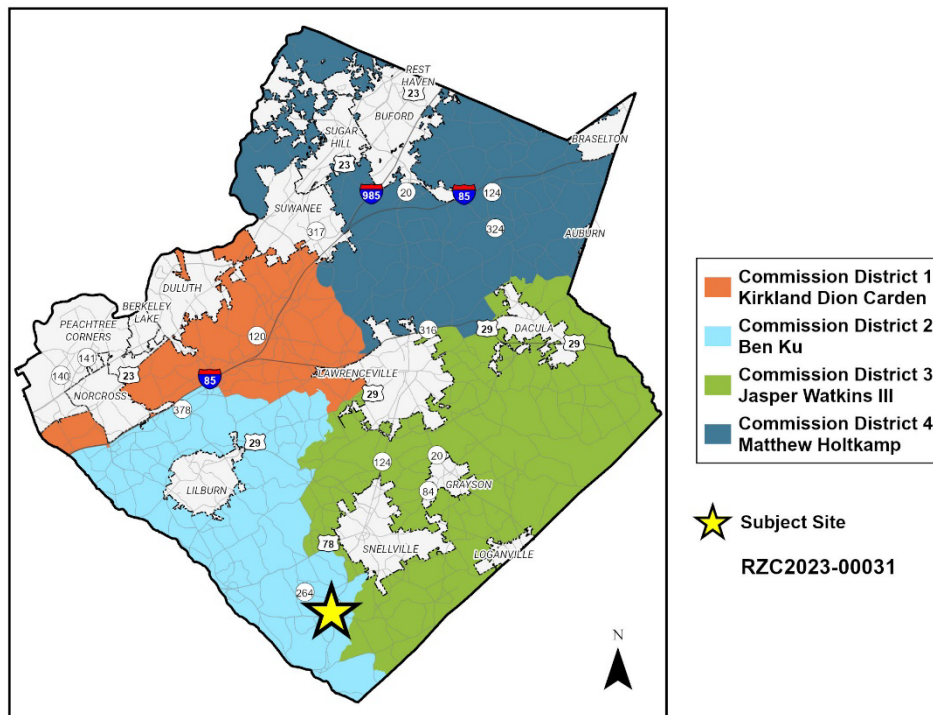 REST
HAVEN
23
BUFORD
SUGAR
HILL
23
BRASELTON
985
20
85
124
SUWANEE
317
324
AUBURN
DULUTH
BERKELEY
LAKE
PEACHTREE
CORNERS
141
140
23
NORCROSS
120
85
316
29
DACULA
29
LAWRENCEVILLE
29
378
29
LILBURN
124
20
GRAYSON
84
78
SNELLVILLE
LOGANVILLE
264
N
Commission District 1
Kirkland Dion Carden
Commission District 2
Ben Ku
Commission District 3
Jasper Watkins III
Commission District 4
Matthew Holtkamp
Subject Site
RZC2023-00031